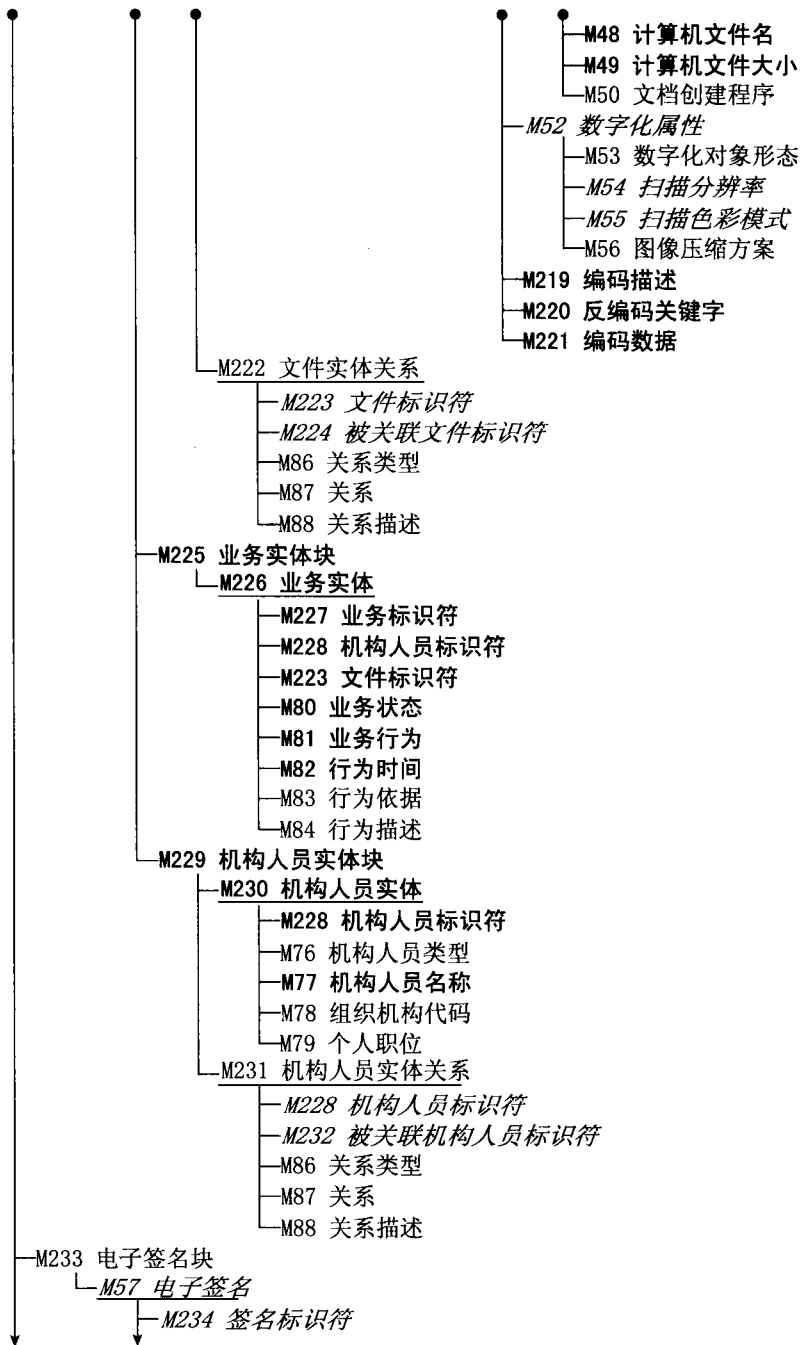 M48 计算机文件名
M49 计算机文件大小
M50 文档创建程序
M52 数字化属性
M53 数字化对象形态
M54 扫描分辨率
M55 扫描色彩模式
M56 图像压缩方案
M219 编码描述
M220 反编码关键字
M221 编码数据
M222 文件实体关系
M223 文件标识符
M224 被关联文件标识符
M86 关系类型
M87 关系
M88 关系描述
M225 业务实体块
M226 业务实体
M227 业务标识符
M228 机构人员标识符
M223 文件标识符
M80 业务状态
M81 业务行为
M82 行为时间
M83 行为依据
M84 行为描述
M229 机构人员实体块
M230 机构人员实体
M228 机构人员标识符
M76 机构人员类型
M77 机构人员名称
M78 组织机构代码
M79 个人职位
M231 机构人员实体关系
M228 机构人员标识符
M232 被关联机构人员标识符
M86 关系类型
M87 关系
M88 关系描述
M233 电子签名块
M57 电子签名
M234 签名标识符